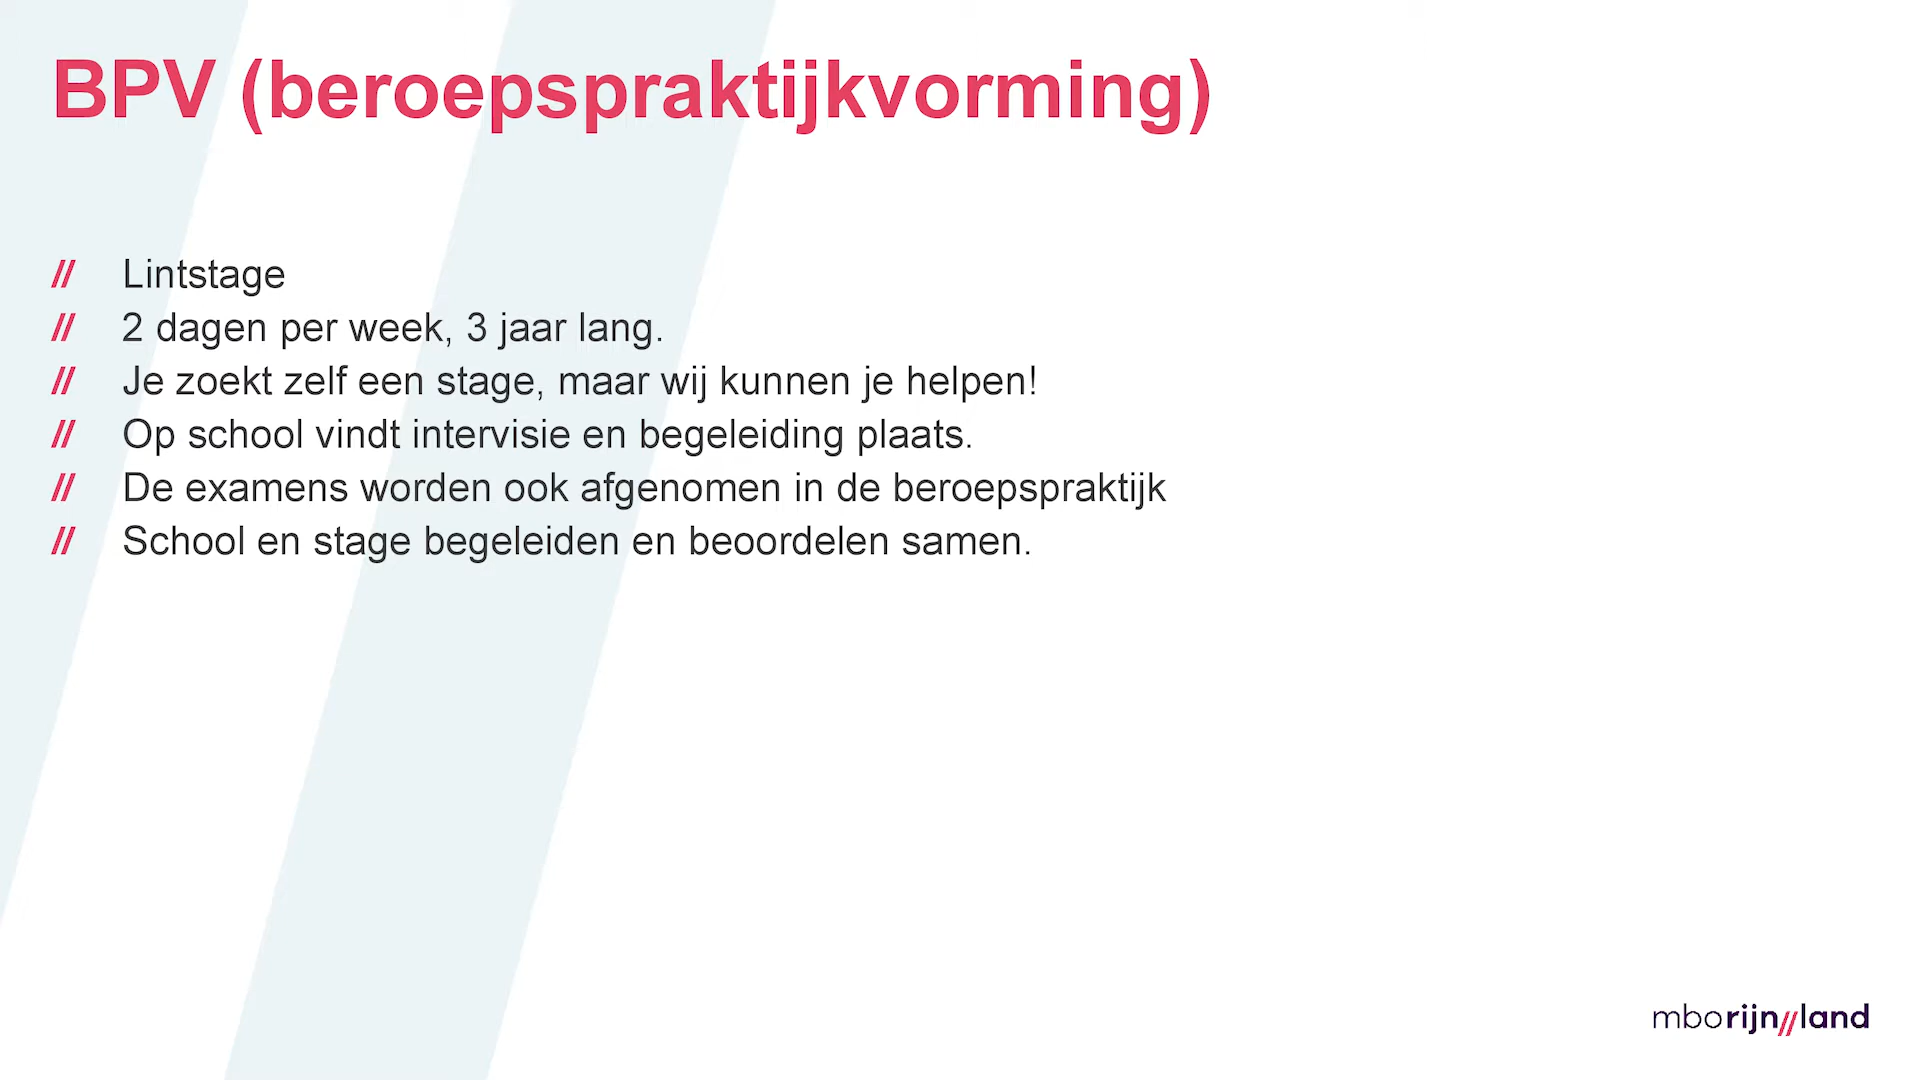 BPV (beroepspraktijkvorming)
// Lintstage
// 2 dagen per week, 3 jaar lang.
// Je zoekt zelf een stage, maar wij kunnen je helpen!
// Op school vindt intervisie en begeleiding plaats.
// De examens worden ook afgenomen in de beroepspraktijk
// School en stage begeleiden en beoordelen samen.
mborijn//land